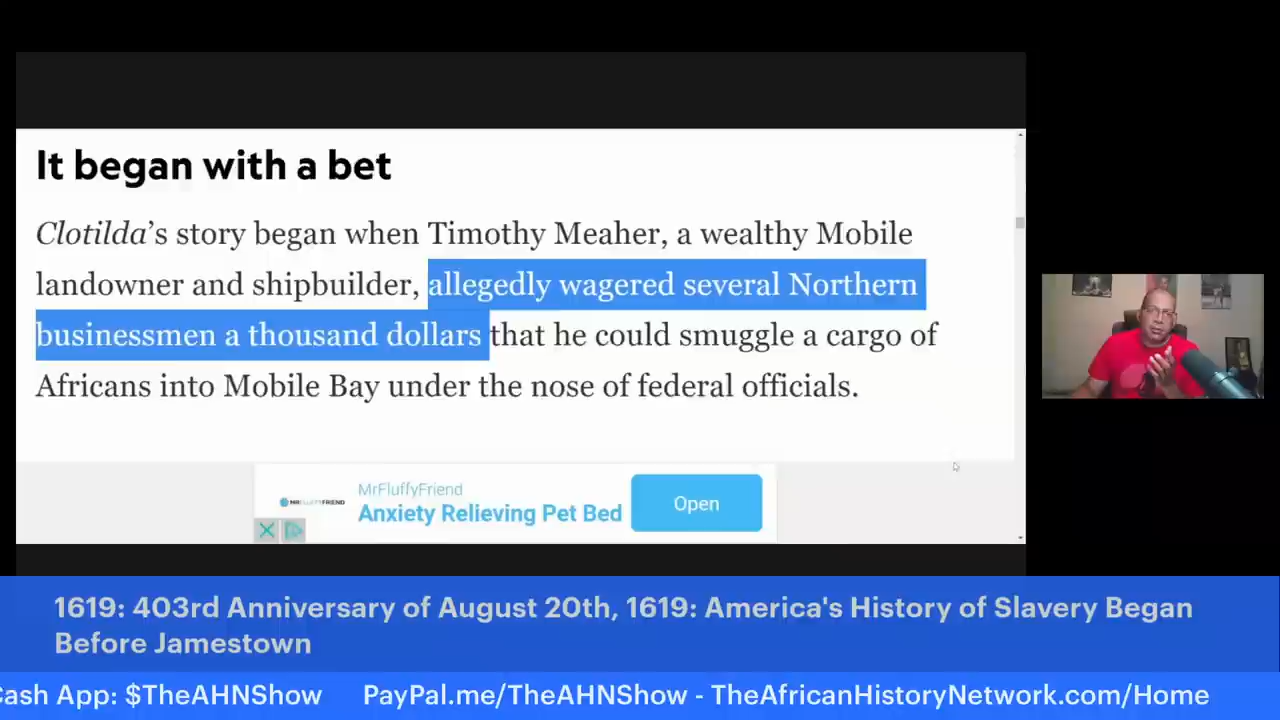 It began with a bet
Clotilda's story began when Timothy Meaher, a wealthy Mobile
landowner and shipbuilder, allegedly wagered several Northern
businessmen a thousand dollars that he could smuggle a cargo of
Africans into Mobile Bay under the nose of federal officials.
MRFLUFFYFRIEND
MrFluffyFriend
Anxiety Relieving Pet Bed
Open
1619: 403rd Anniversary of August 20th, 1619: America's History of Slavery Began
Before Jamestown
Cash App: $TheAHNShow PayPal.me/TheAHNShow - TheAfricanHistoryNetwork.com/Home